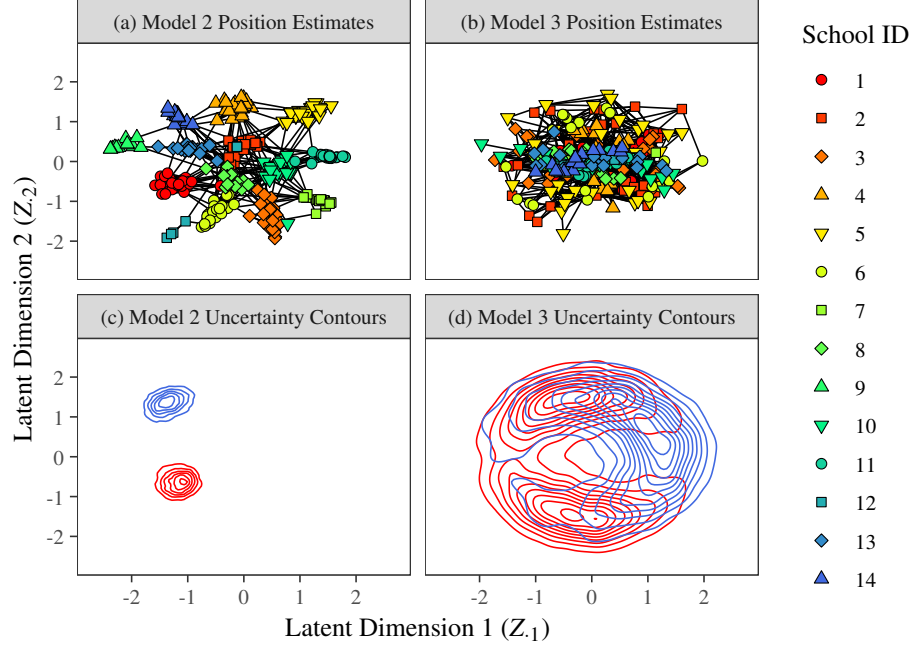 (a) Model 2 Position Estimates
(b) Model 3 Position Estimates
2
1
0
-1
-2
(c) Model 2 Uncertainty Contours
(d) Model 3 Uncertainty Contours
2
1
0
-1
-2
-2 -1 0 1 2
-2 -1 0 1 2
Latent Dimension 1 (Z.1)
Latent Dimension 2 (Z.2)
School ID
1
2
3
4
5
6
7
8
9
10
11
12
13
14